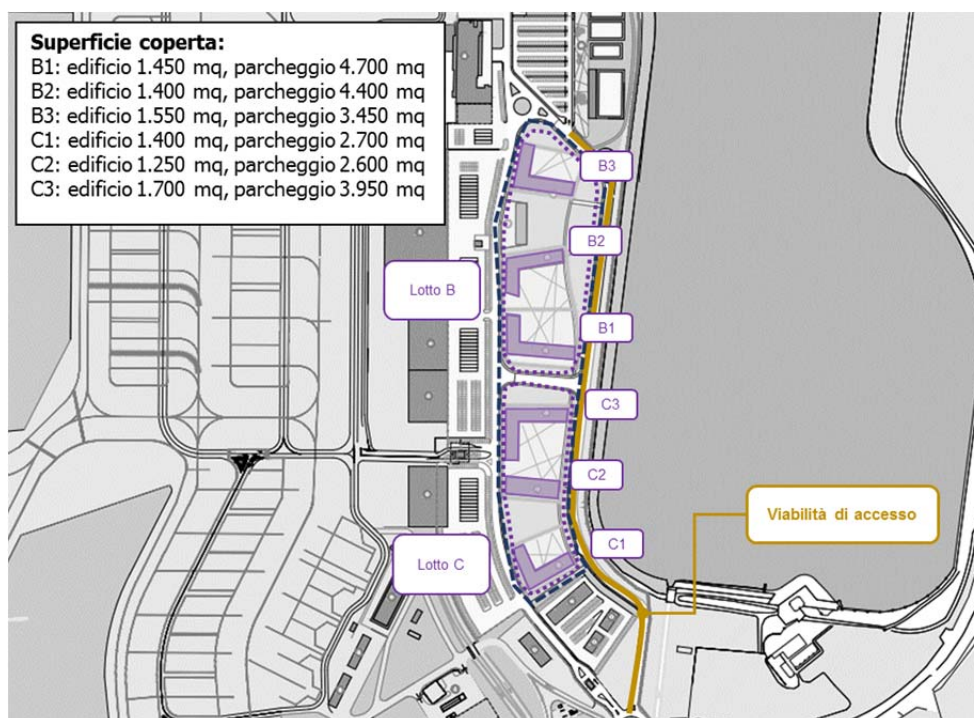 Superficie coperta:
B1: edificio 1.450 mq, parcheggio 4.700 mq
B2: edificio 1.400 mq, parcheggio 4.400 mq
B3: edificio 1.550 mq, parcheggio 3.450 mq
C1: edificio 1.400 mq, parcheggio 2.700 mq
C2: edificio 1.250 mq, parcheggio 2.600 mq
C3: edificio 1.700 mq, parcheggio 3.950 mq
B3
B2
Lotto B
B1
C3
C2
Viabilità di accesso
C1
Lotto C